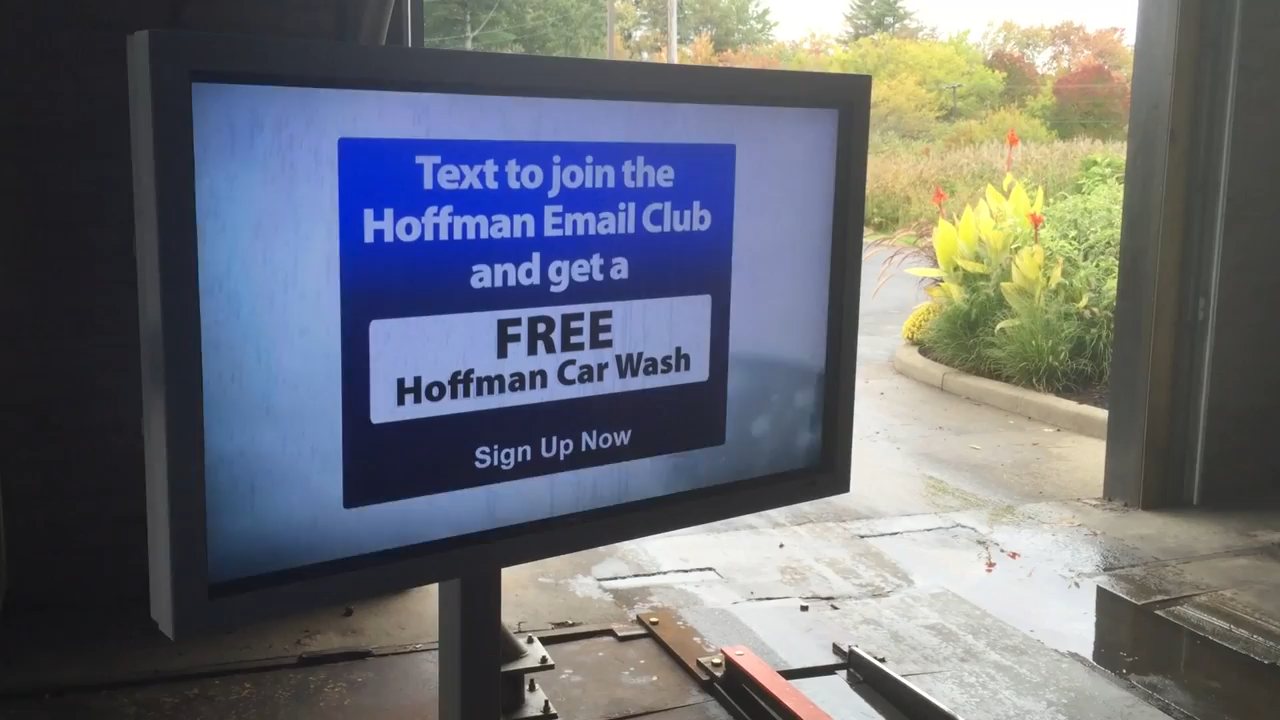 Text to join the
Hoffman Email Club
and get a
FREE
Hoffman Car Wash
Sign Up Now